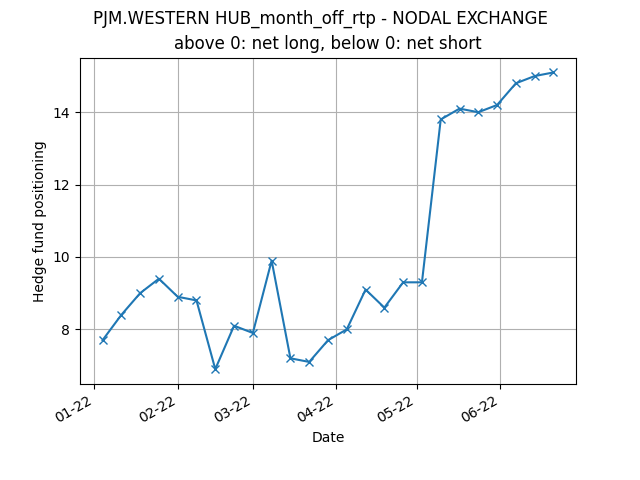 PJM.WESTERN HUB_month_off_rtp - NODAL EXCHANGE
above 0: net long, below 0: net short
Hedge fund positioning
14
12
10
8
01-22
02-22
03-22
04-22
05-22
06-22
Date